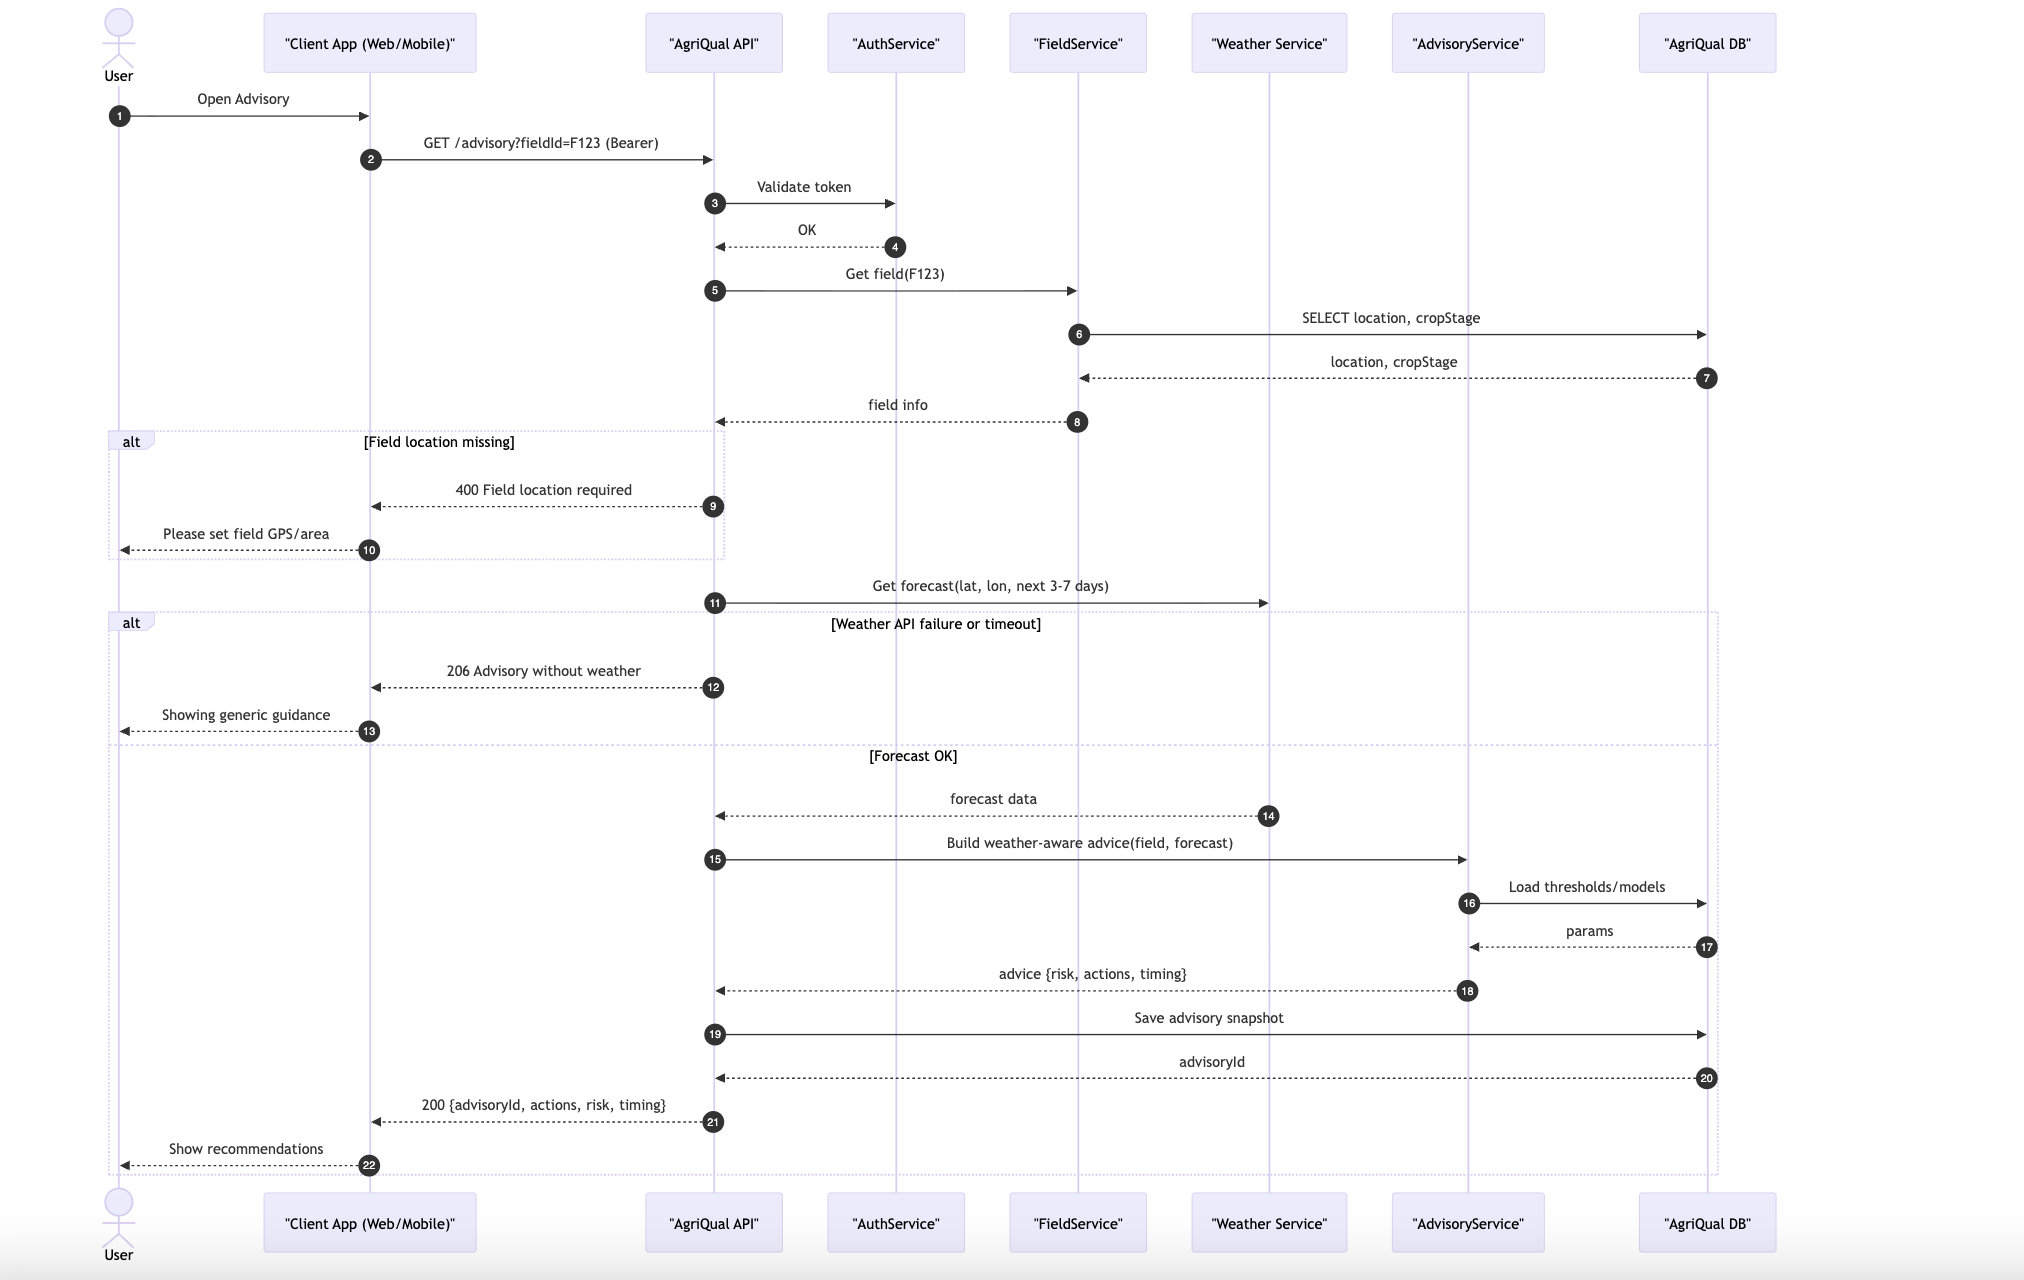 "Client App (Web/Mobile)"
"AgriQual API"
"AuthService"
"FieldService"
"Weather Service"
"AdvisoryService"
"AgriQual DB"
User
Open Advisory
1
GET /advisory?fieldId=F123 (Bearer)
2
Validate token
3
OK
4
Get field(F123)
5
SELECT location, cropStage
6
location, cropStage
7
field info
8
alt
[Field location missing]
400 Field location required
9
Please set field GPS/area
10
Get forecast(lat, lon, next 3-7 days)
11
alt
[Weather API failure or timeout]
206 Advisory without weather
12
Showing generic guidance
13
[Forecast OK]
forecast data
14
Build weather-aware advice(field, forecast)
15
Load thresholds/models
16
params
17
advice {risk, actions, timing}
18
Save advisory snapshot
19
advisoryId
20
200 {advisoryId, actions, risk, timing}
21
Show recommendations
22
"Client App (Web/Mobile)"
"AgriQual API"
"AuthService"
"FieldService"
"Weather Service"
"AdvisoryService"
"AgriQual DB"
User